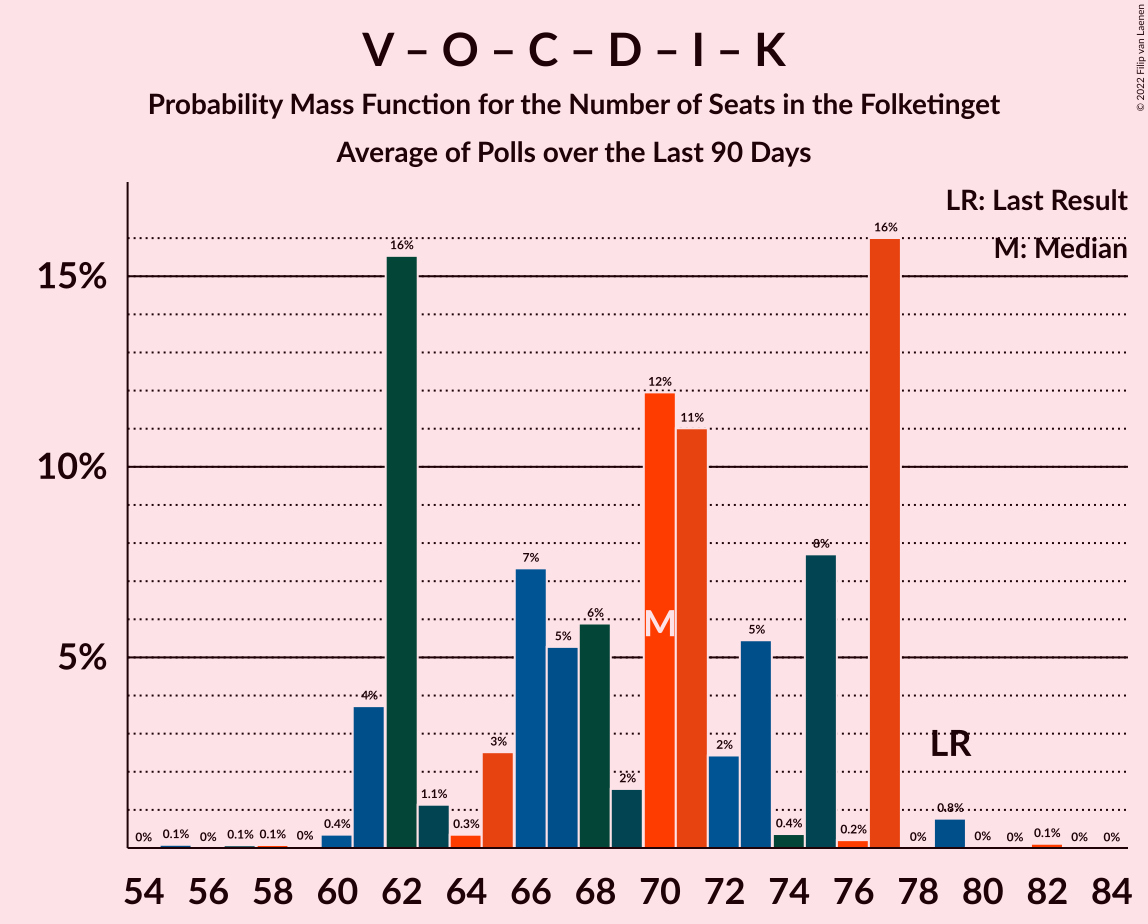 V – O – C – D – I – K
Probability Mass Function for the Number of Seats in the Folketinget
Average of Polls over the Last 90 Days
© 2022 Filip van Laenen
LR: Last Result
M: Median
15%
10%
5%
0% 0.1% 0% 0.1% 0.1% 0% 0.4% 4% 16% 1.1% 0.3% 3% 7% 5% 6% 2% 12% 11% 2% 5% 0.4% 8% 0.2% 16% 0% 0.8% 0% 0% 0.1% 0% 0%
M
LR
54 56 58 60 62 64 66 68 70 72 74 76 78 80 82 84